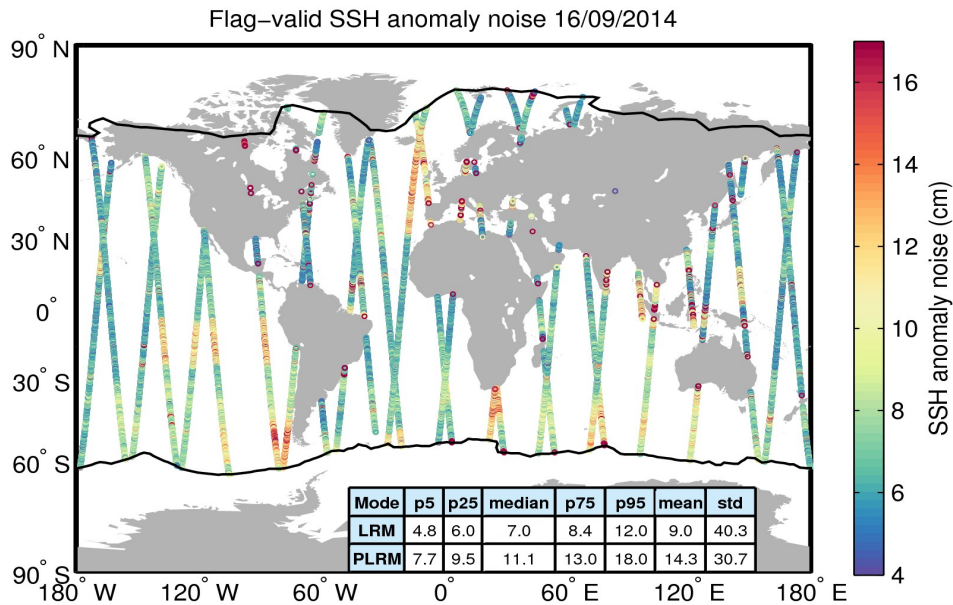 Flag−valid SSH anomaly noise 16/09/2014
90° N
60° N
30° N
0°
30° S
60° S
90° S
180° W
120° W
60° W
0°
60° E
120° E
180° E
Mode p5 p25 median p75 p95 mean std
LRM 4.8 6.0 7.0 8.4 12.0 9.0 40.3
PLRM 7.7 9.5 11.1 13.0 18.0 14.3 30.7
16
14
12
10
8
6
4
SSH anomaly noise (cm)